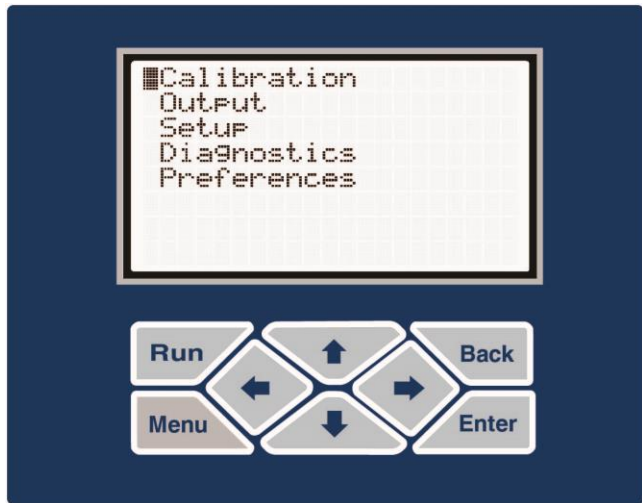 Calibration
Output
Setup
Diagnostics
Preferences
Run
Back
Menu
Enter